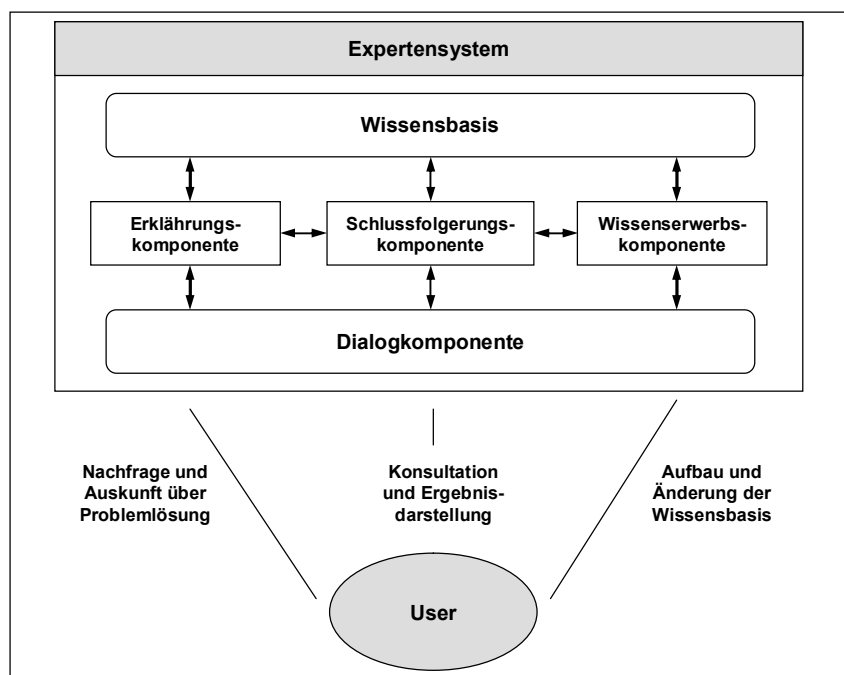 Expertensystem
Wissensbasis
Erklährungs-
komponente
Schlussfolgerungs-
komponente
Wissenserwerbs-
komponente
Dialogkomponente
Nachfrage und
Auskunft über
Problemlösung
Konsultation
und Ergebnis-
darstellung
Aufbau und
Änderung der
Wissensbasis
User